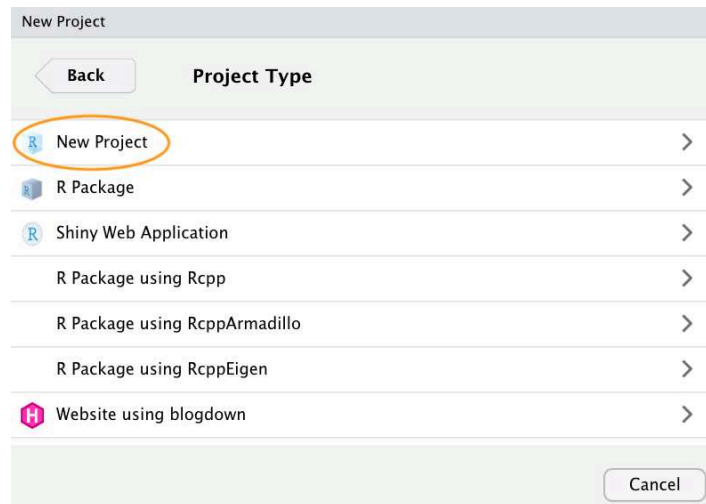 New Project
Back
Project Type
R New Project
R R Package
R Shiny Web Application
R Package using Rcpp
R Package using RcppArmadillo
R Package using RcppEigen
H Website using blogdown
Cancel